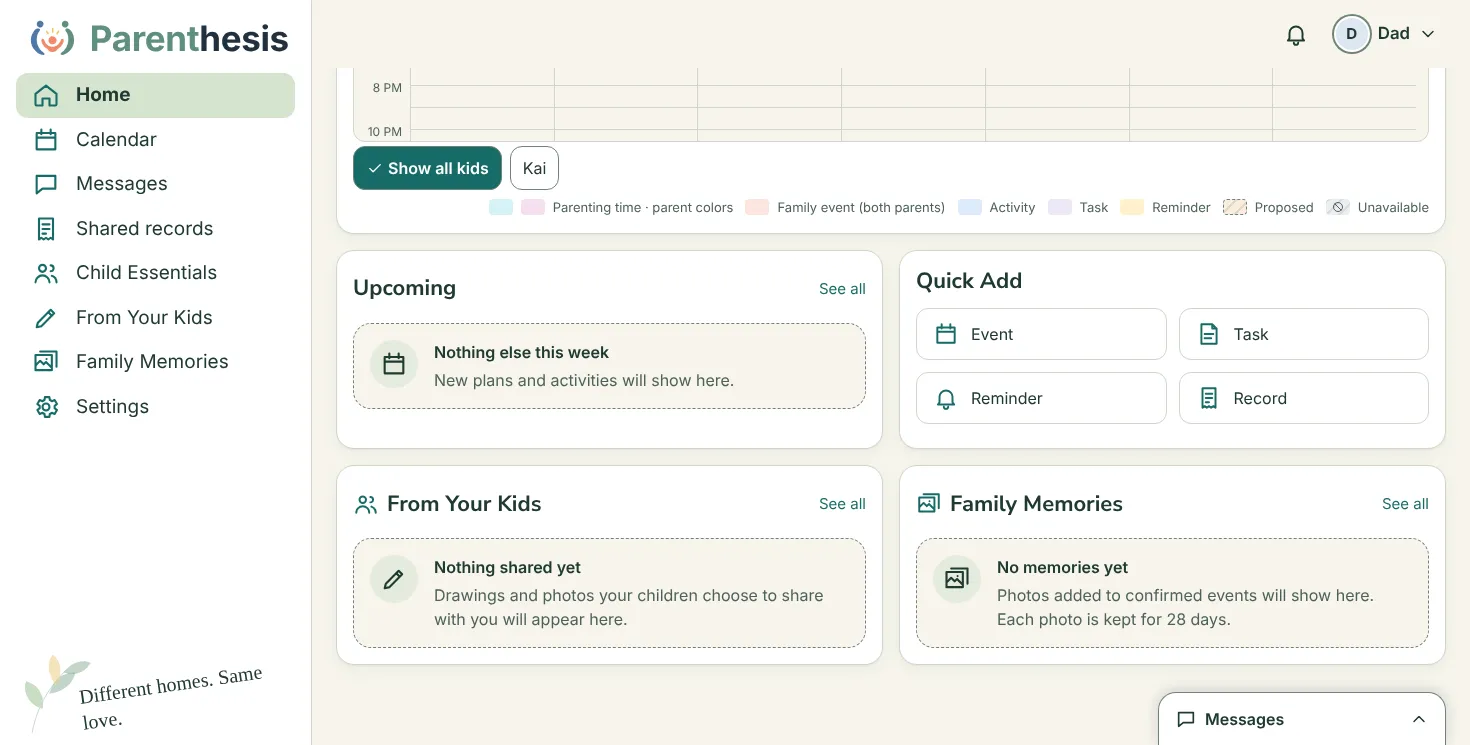 Parenthesis
Dad
D
Home
Calendar
Messages
Shared records
Child Essentials
From Your Kids
Family Memories
Settings
Different homes. Same
love.
8 PM
10 PM
Show all kids
Kai
Parenting time · parent colors
Family event (both parents)
Activity
Task
Reminder
Proposed
Unavailable
Upcoming
See all
Nothing else this week
New plans and activities will show here.
Quick Add
Event
Task
Reminder
Record
From Your Kids
See all
Nothing shared yet
Drawings and photos your children choose to share
with you will appear here.
Family Memories
See all
No memories yet
Photos added to confirmed events will show here.
Each photo is kept for 28 days.
Messages